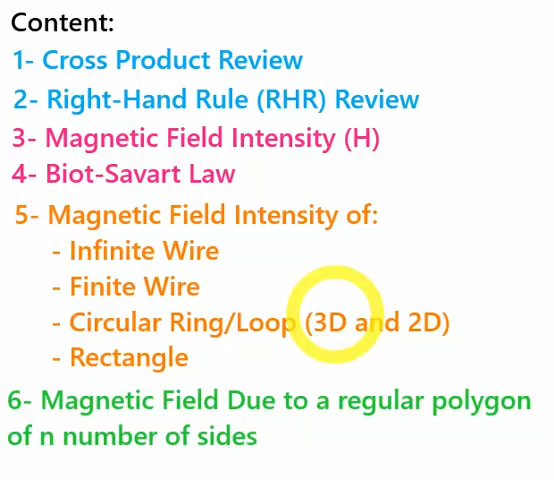 Content:
1- Cross Product Review
2- Right-Hand Rule (RHR) Review
3- Magnetic Field Intensity (H)
4- Biot-Savart Law
5- Magnetic Field Intensity of:
- Infinite Wire
- Finite Wire
- Circular Ring/Loop (3D and 2D)
- Rectangle
6- Magnetic Field Due to a regular polygon
of n number of sides